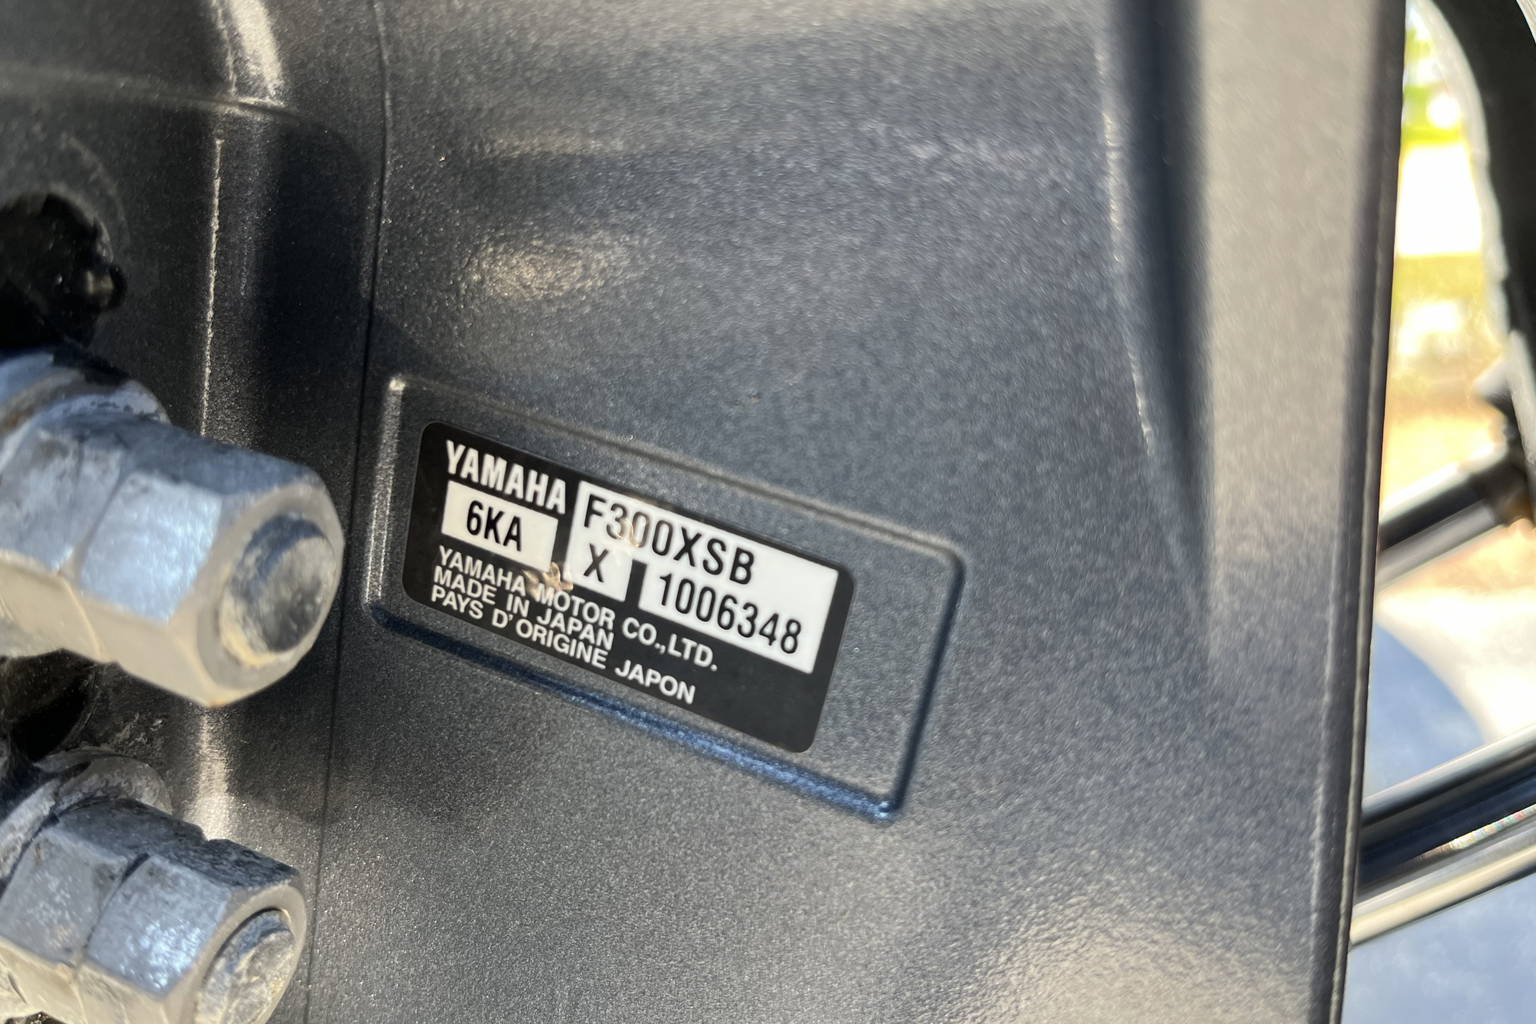 YAMAHA F300XSB
6KA X 1006348
YAMAHA MOTOR CO.,LTD.
MADE IN JAPAN
PAYS D'ORIGINE JAPON